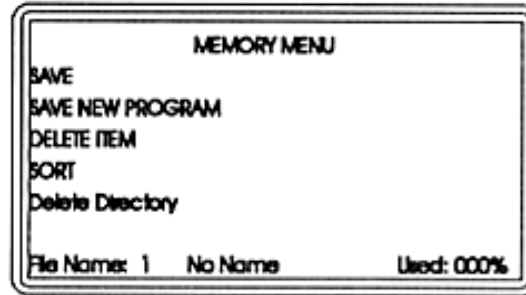 MEMORY MENU
SAVE
SAVE NEW PROGRAM
DELETE ITEM
SORT
Delete Directory
File Name: 1 No Name Used: 000%